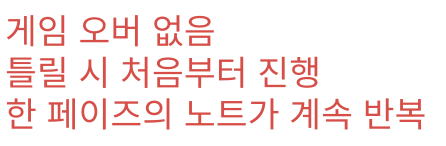 게임 오버 없음
틀릴 시 처음부터 진행
한 페이즈의 노트가 계속 반복